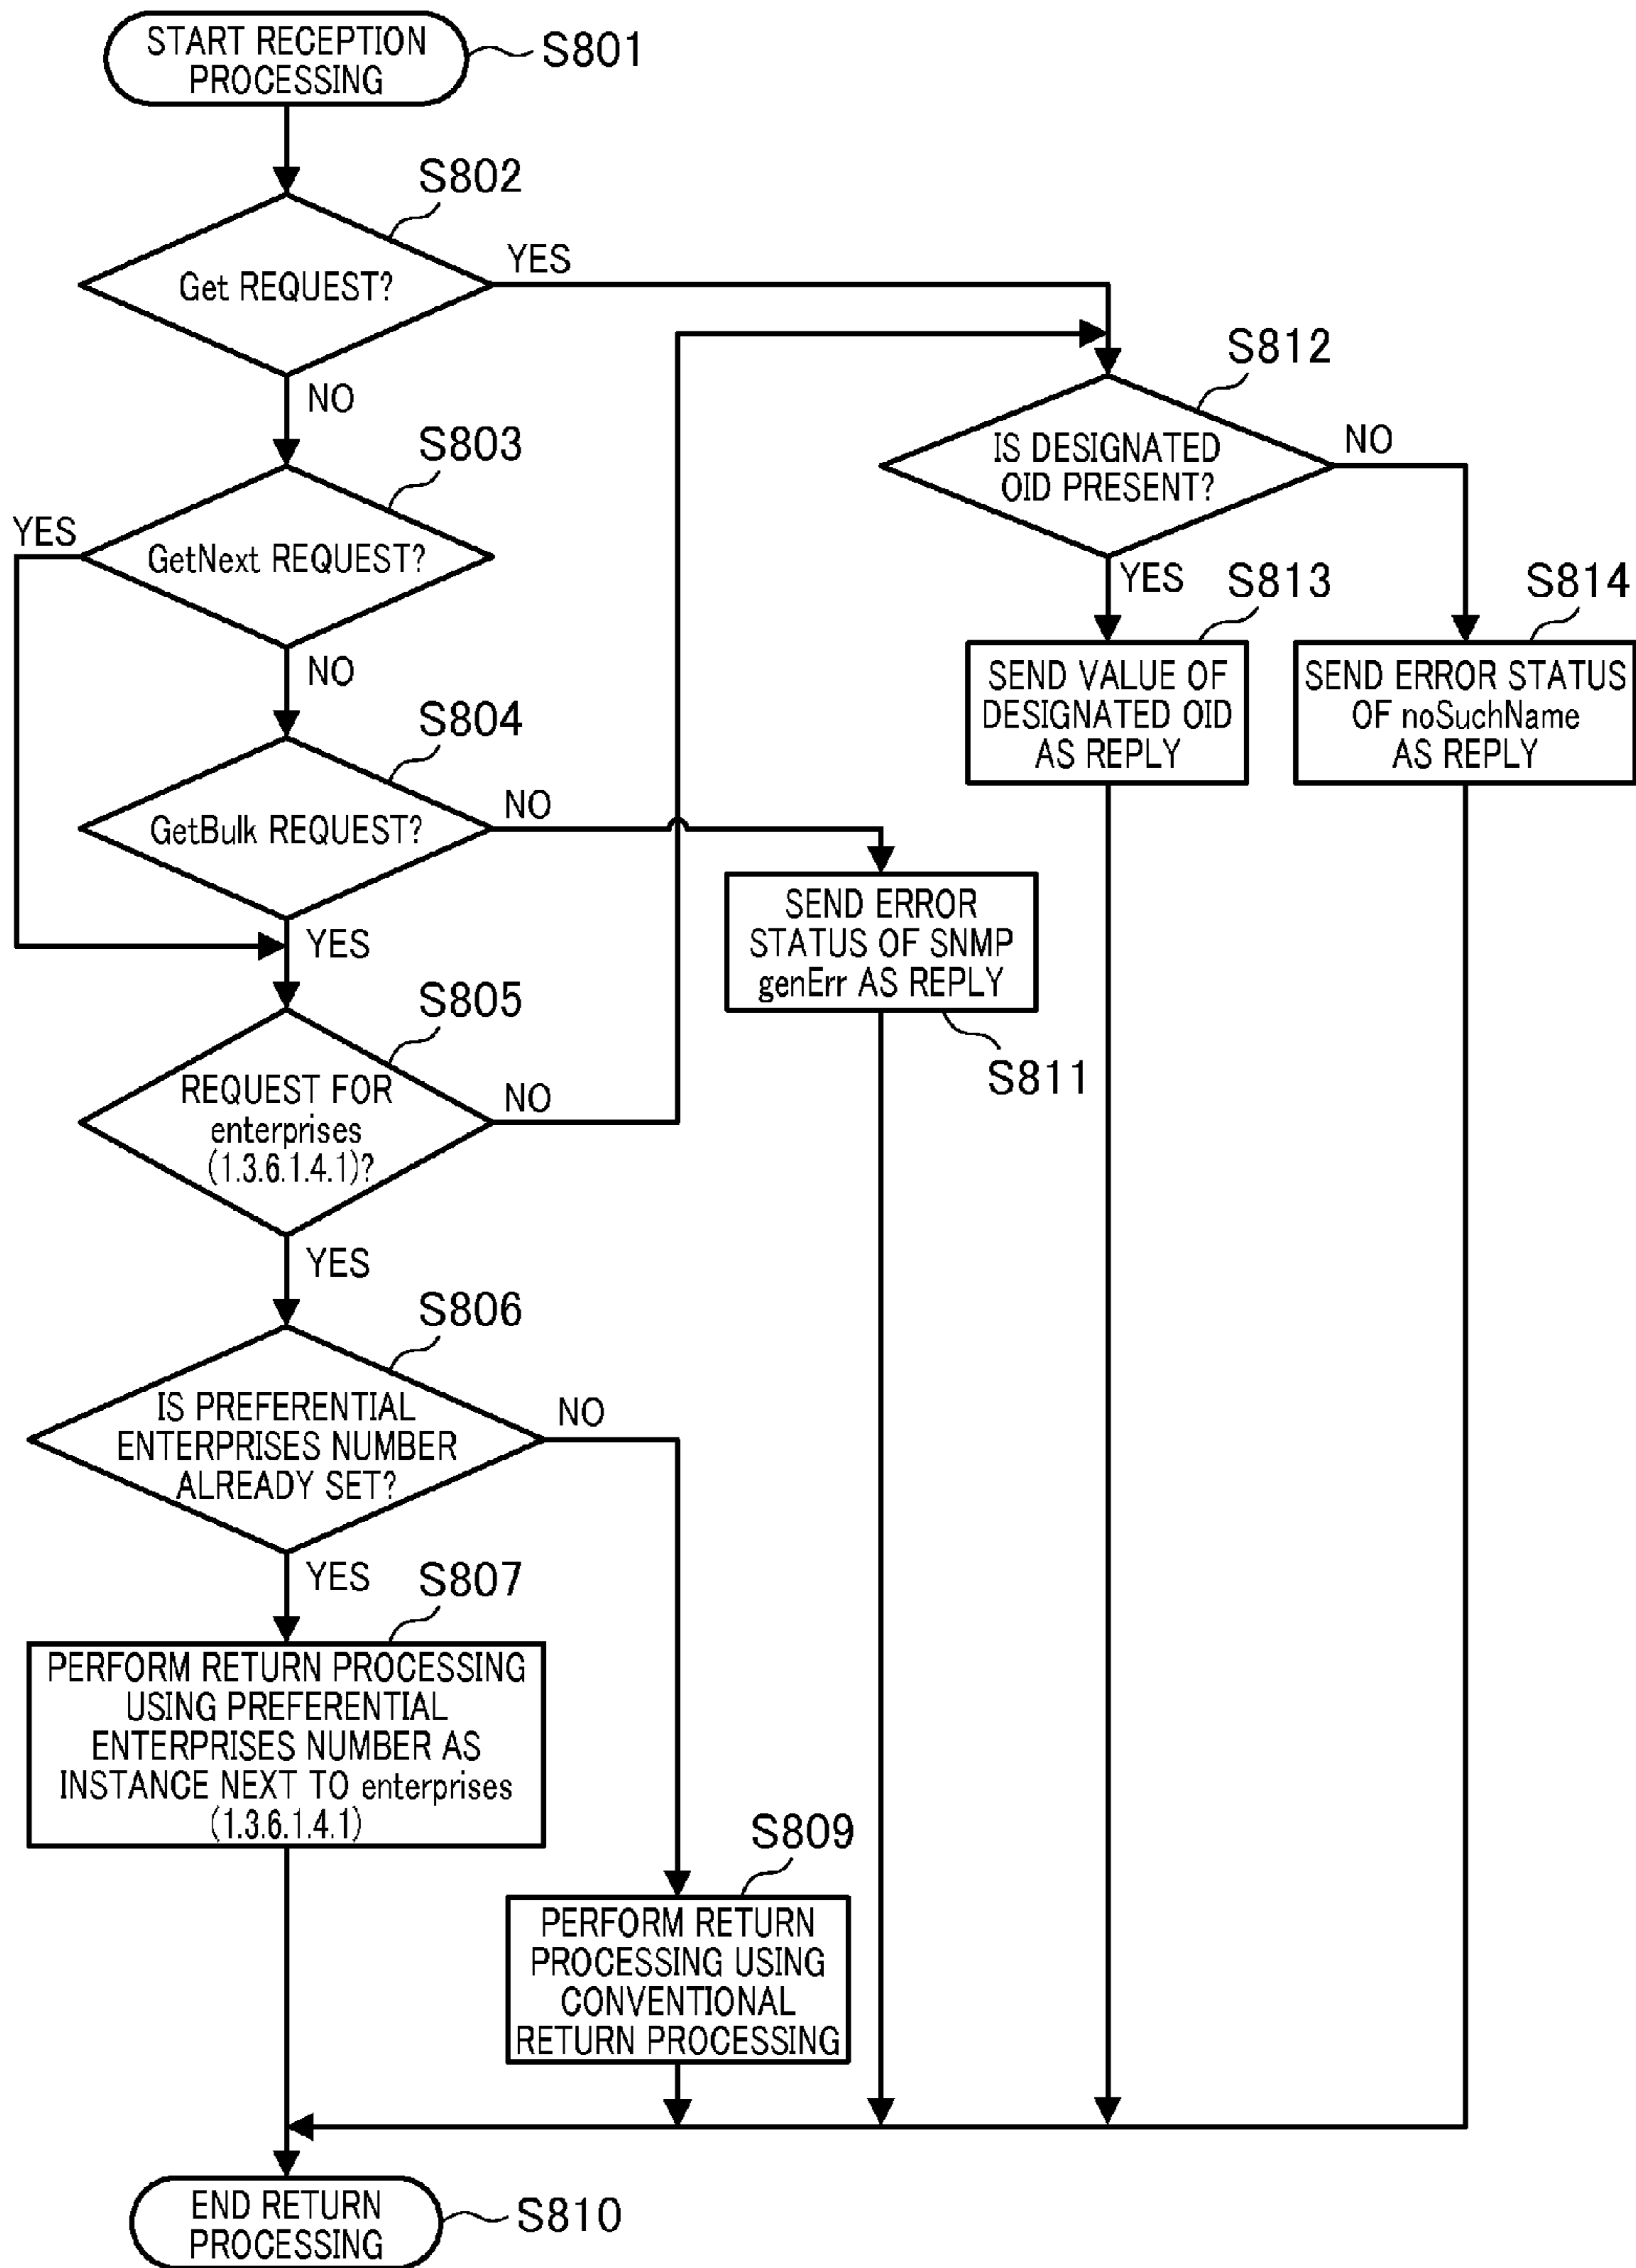 START RECEPTION
PROCESSING
S801
S802
Get REQUEST?
YES
NO
S803
YES
GetNext REQUEST?
NO
S804
GetBulk REQUEST?
NO
YES
S805
REQUEST FOR
enterprises
(1.3.6.1.4.1)?
NO
YES
S806
IS PREFERENTIAL
ENTERPRISES NUMBER
ALREADY SET?
NO
YES
S807
PERFORM RETURN PROCESSING
USING PREFERENTIAL
ENTERPRISES NUMBER AS
INSTANCE NEXT TO enterprises
(1.3.6.1.4.1)
S809
PERFORM RETURN
PROCESSING USING
CONVENTIONAL
RETURN PROCESSING
SEND ERROR
STATUS OF SNMP
genErr AS REPLY
S811
S812
IS DESIGNATED
OID PRESENT?
NO
YES
S813
SEND VALUE OF
DESIGNATED OID
AS REPLY
S814
SEND ERROR STATUS
OF noSuchName
AS REPLY
END RETURN
PROCESSING
S810